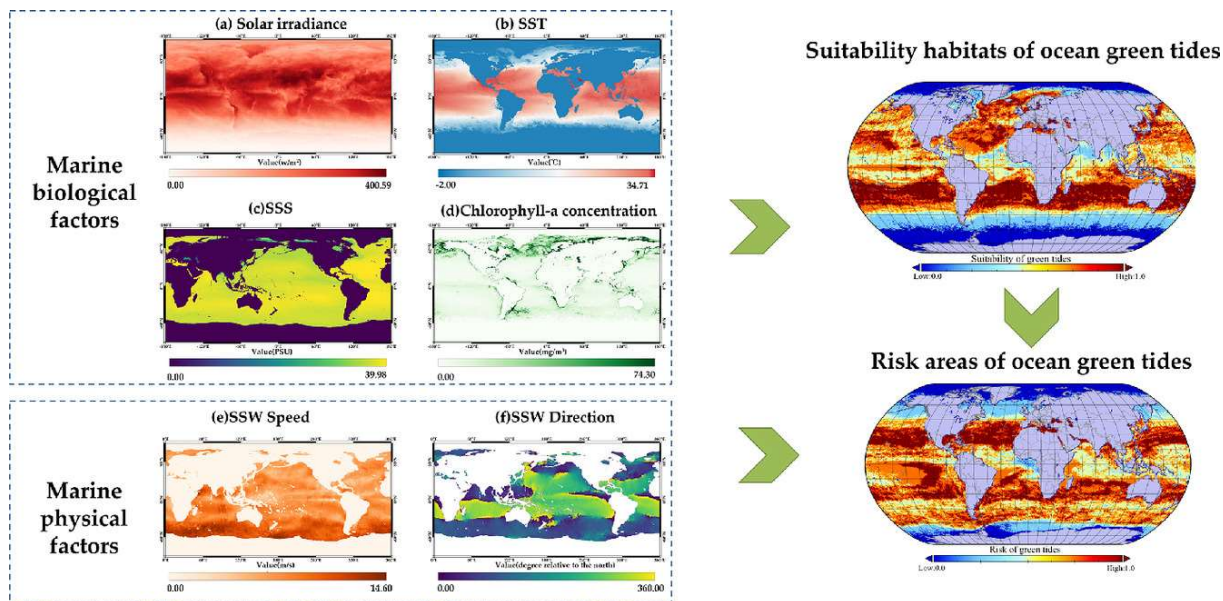 Marine
biological
factors
(a) Solar irradiance
Value(w/m²)
0.00
400.59
(b) SST
Value(°C)
-2.00
34.71
(c)SSS
Value(PSU)
0.00
39.98
(d)Chlorophyll-a concentration
Value(mg/m³)
0.00
74.30
Marine
physical
factors
(e)SSW Speed
Value(m/s)
0.00
14.60
(f)SSW Direction
Value(degree relative to the north)
0.00
360.00
Suitability habitats of ocean green tides
Suitability of green tides
Low:0.0
High:1.0
Risk areas of ocean green tides
Risk of green tides
Low:0.0
High:1.0